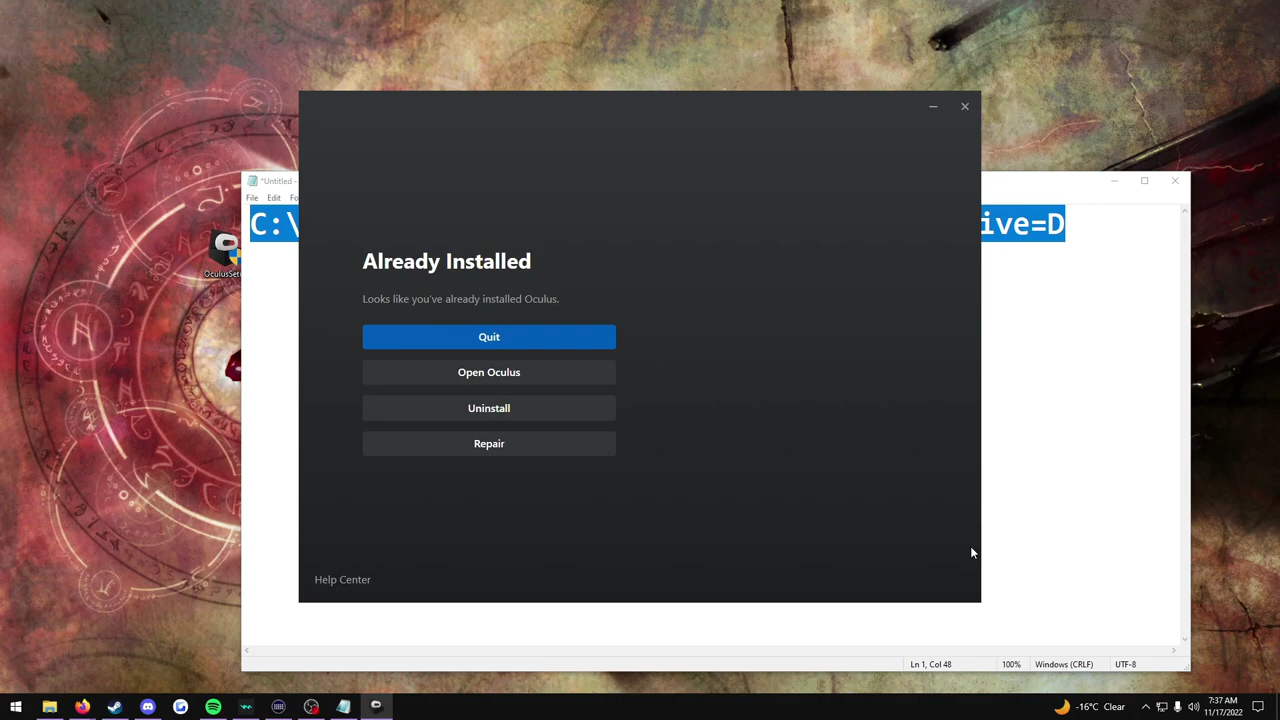 *Untitled -
File Edit Fo
C:\
ive=D
OculusSet
Already Installed
Looks like you've already installed Oculus.
Quit
Open Oculus
Uninstall
Repair
Help Center
Ln 1, Col 48 100% Windows (CRLF) UTF-8
-16°C Clear
7:37 AM
11/17/2022